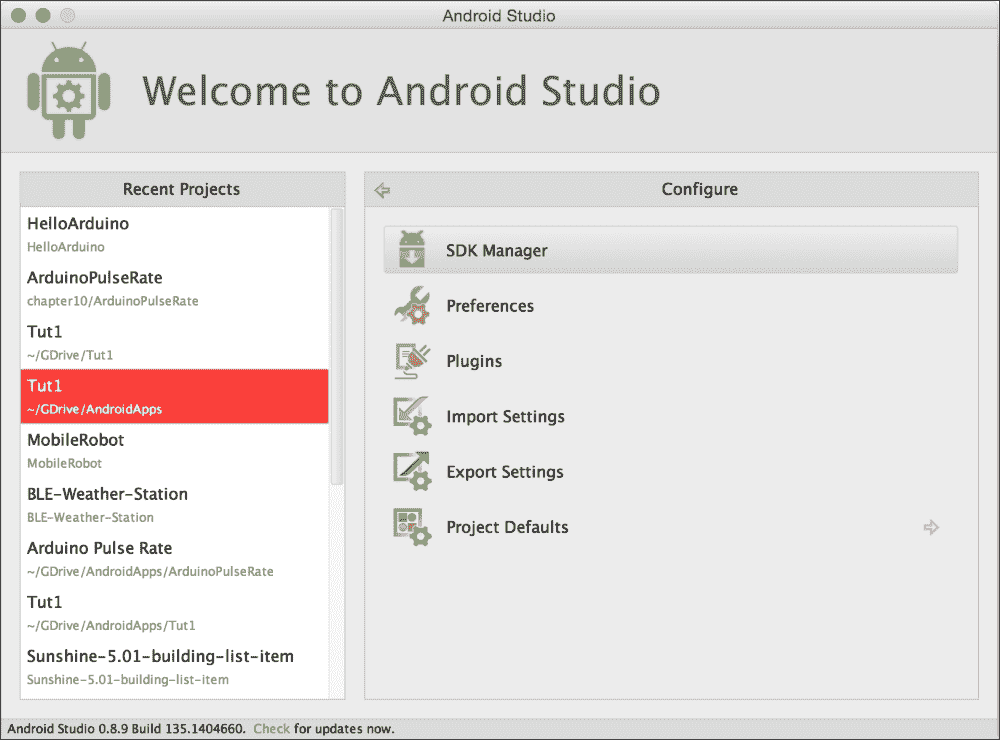 Android Studio
Welcome to Android Studio
Recent Projects
HelloArduino
HelloArduino
ArduinoPulseRate
chapter10/ArduinoPulseRate
Tut1
~/GDrive/Tut1
Tut1
~/GDrive/AndroidApps
MobileRobot
MobileRobot
BLE-Weather-Station
BLE-Weather-Station
Arduino Pulse Rate
~/GDrive/AndroidApps/ArduinoPulseRate
Tut1
~/GDrive/AndroidApps/Tut1
Sunshine-5.01-building-list-item
Sunshine-5.01-building-list-item
Configure
SDK Manager
Preferences
Plugins
Import Settings
Export Settings
Project Defaults
Android Studio 0.8.9 Build 135.1404660. Check for updates now.